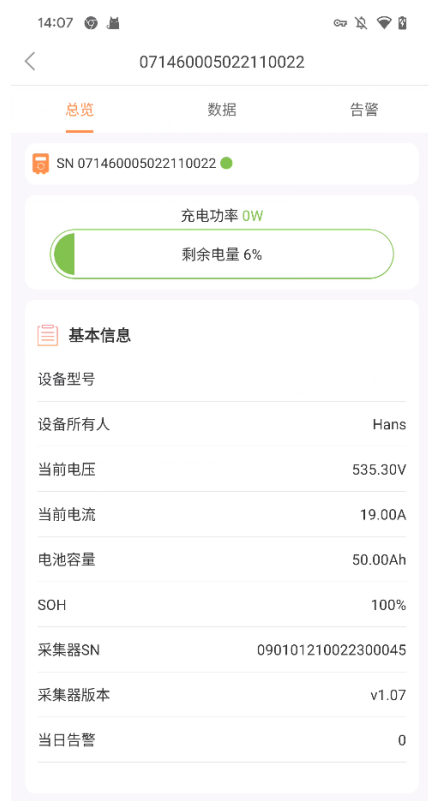 14:07
071460005022110022
总览 数据 告警
SN 071460005022110022
充电功率 0W
剩余电量 6%
基本信息
设备型号
设备所有人 Hans
当前电压 535.30V
当前电流 19.00A
电池容量 50.00Ah
SOH 100%
采集器SN 090101210022300045
采集器版本 v1.07
当日告警 0